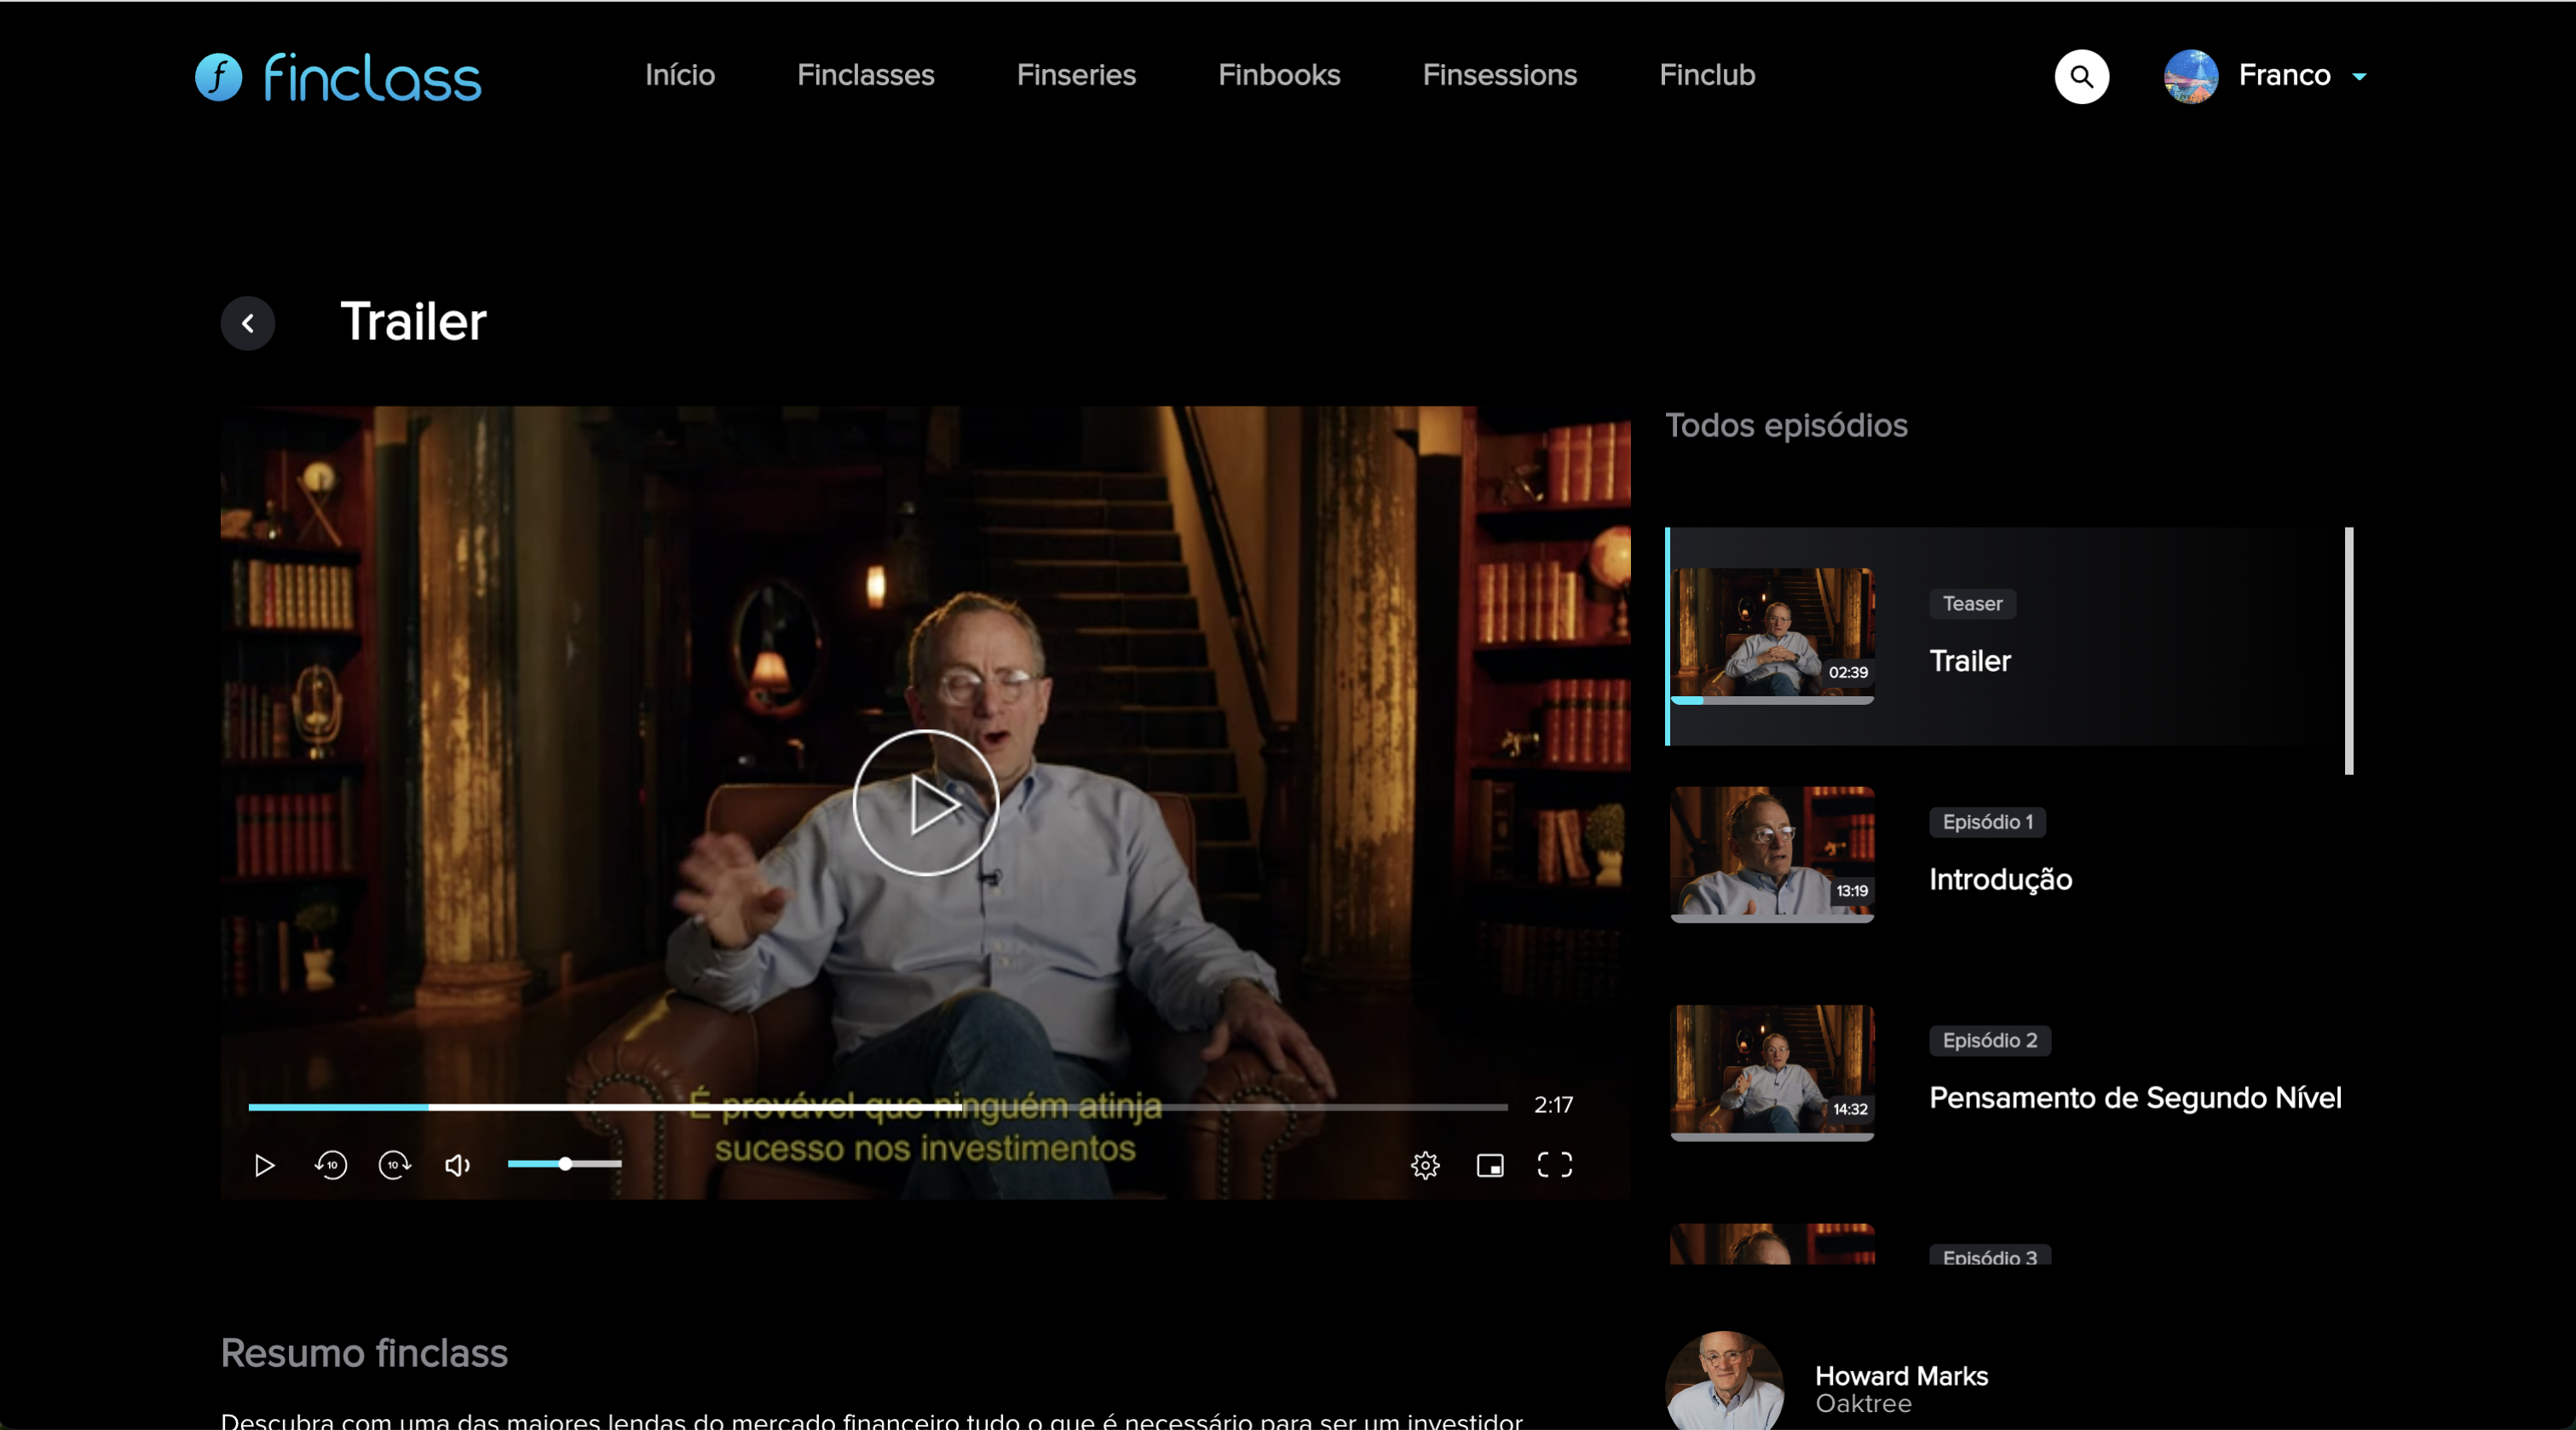 finclass
Início
Finclasses
Finseries
Finbooks
Finsessions
Finclub
Franco
Trailer
É provável que ninguém atinja
sucesso nos investimentos
2:17
10
10
Todos episódios
02:39
Teaser
Trailer
13:19
Episódio 1
Introdução
14:32
Episódio 2
Pensamento de Segundo Nível
Episódio 3
Resumo finclass
Descubra com uma das maiores lendas do mercado financeiro tudo o que é necessário para ser um investidor
Howard Marks
Oaktree